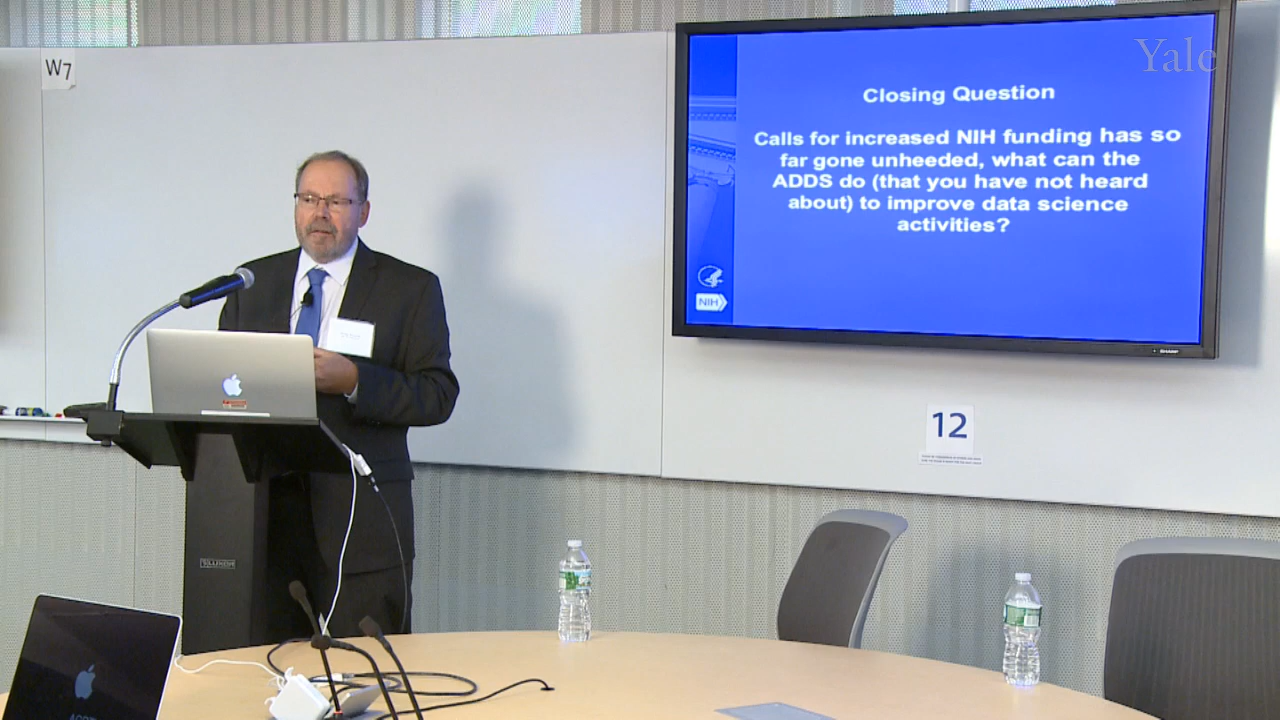 W7
Yale
Closing Question
Calls for increased NIH funding has so
far gone unheeded, what can the
ADDS do (that you have not heard
about) to improve data science
activities?
NIH
SHARP
12